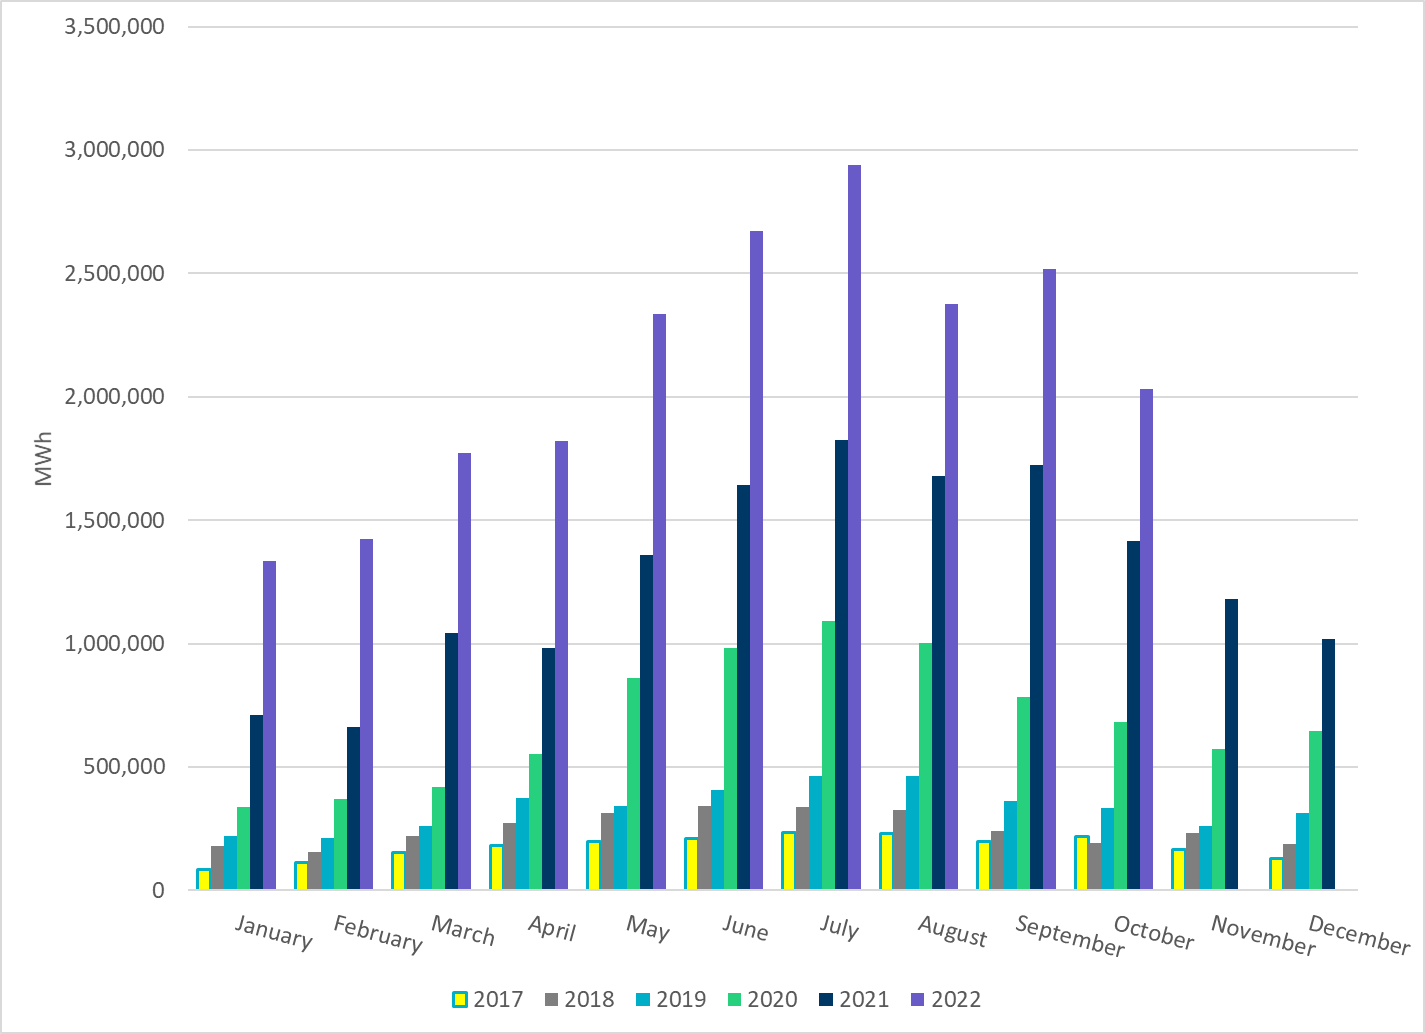 3,500,000
3,000,000
2,500,000
2,000,000
1,500,000
1,000,000
500,000
0
MWh
January February March April May June July August September October November December
2017 2018 2019 2020 2021 2022